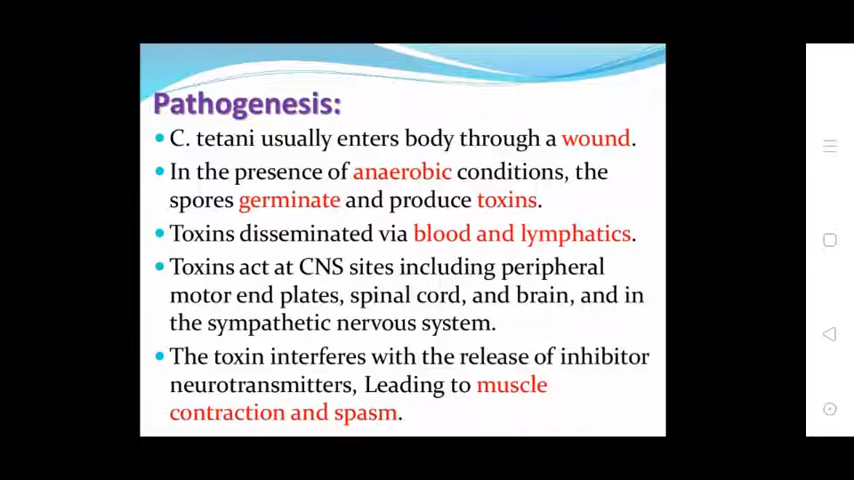 Pathogenesis:
• C. tetani usually enters body through a wound.
• In the presence of anaerobic conditions, the
spores germinate and produce toxins.
• Toxins disseminated via blood and lymphatics.
• Toxins act at CNS sites including peripheral
motor end plates, spinal cord, and brain, and in
the sympathetic nervous system.
• The toxin interferes with the release of inhibitor
neurotransmitters, Leading to muscle
contraction and spasm.